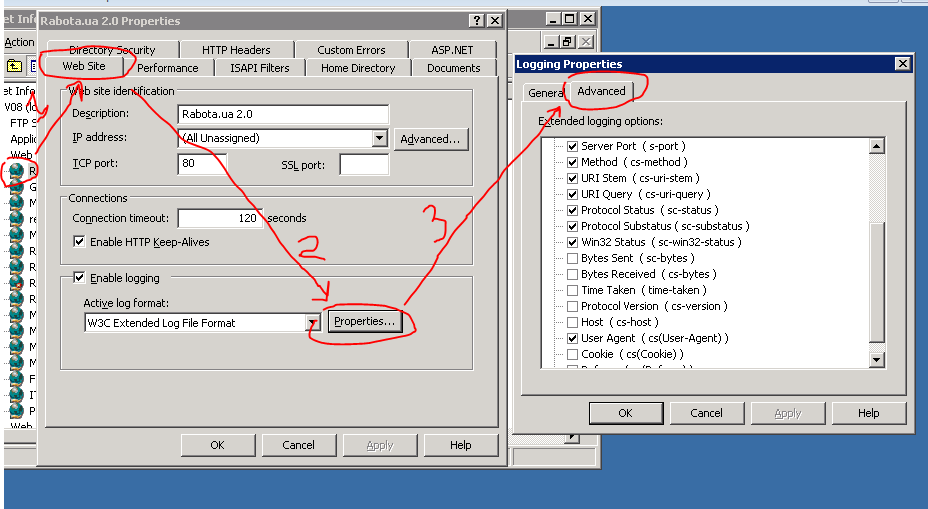 et Info
Action
et Info
FTP S
Applic
Web
Web
Rabota.ua 2.0 Properties
Directory Security
HTTP Headers
Custom Errors
ASP.NET
Web Site
Performance
ISAPI Filters
Home Directory
Documents
Web site identification
Description:
Rabota.ua 2.0
IP address:
(All Unassigned)
Advanced...
TCP port:
80
SSL port:
Connections
Connection timeout:
120
seconds
Enable HTTP Keep-Alives
Enable logging
Active log format:
W3C Extended Log File Format
Properties...
OK
Cancel
Apply
Help
2
3
Logging Properties
General
Advanced
Extended logging options:
Server Port ( s-port )
Method ( cs-method )
URI Stem ( cs-uri-stem )
URI Query ( cs-uri-query )
Protocol Status ( sc-status )
Protocol Substatus ( sc-substatus )
Win32 Status ( sc-win32-status )
Bytes Sent ( sc-bytes )
Bytes Received ( cs-bytes )
Time Taken ( time-taken )
Protocol Version ( cs-version )
Host ( cs-host )
User Agent ( cs(User-Agent) )
Cookie ( cs(Cookie) )
OK
Cancel
Apply
Help